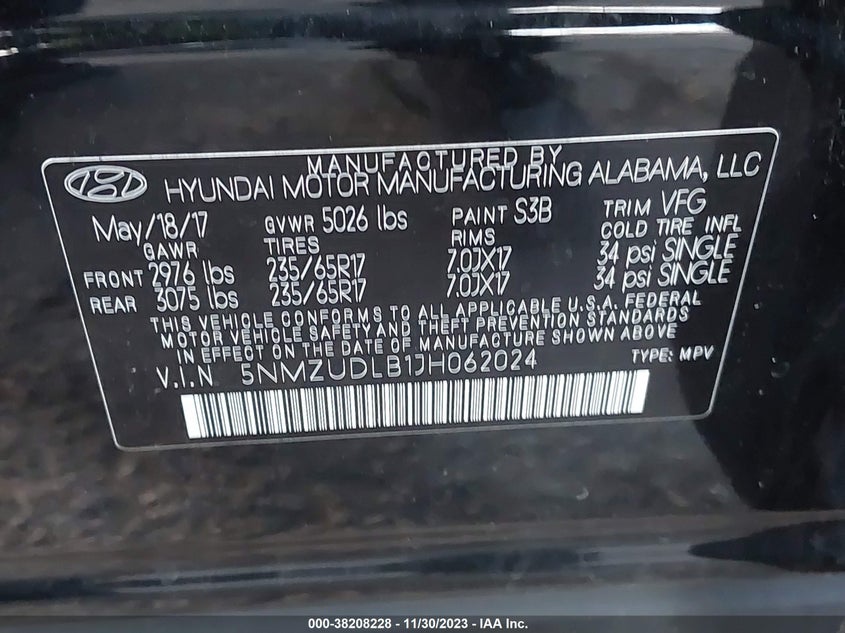 MANUFACTURED BY
HYUNDAI MOTOR MANUFACTURING ALABAMA, LLC
May/18/17 GVWR 5026 lbs PAINT S3B TRIM VFG
GAWR TIRES RIMS COLD TIRE INFL
FRONT 2976 lbs 235/65R17 7.0JX17 34 psi SINGLE
REAR 3075 lbs 235/65R17 7.0JX17 34 psi SINGLE
THIS VEHICLE CONFORMS TO ALL APPLICABLE U.S.A. FEDERAL
MOTOR VEHICLE SAFETY AND THEFT PREVENTION STANDARDS
IN EFFECT ON THE DATE OF MANUFACTURE SHOWN ABOVE
V.I.N 5NMZUDLB1JH062024 TYPE: MPV
000-38208228 - 11/30/2023 - IAA Inc.